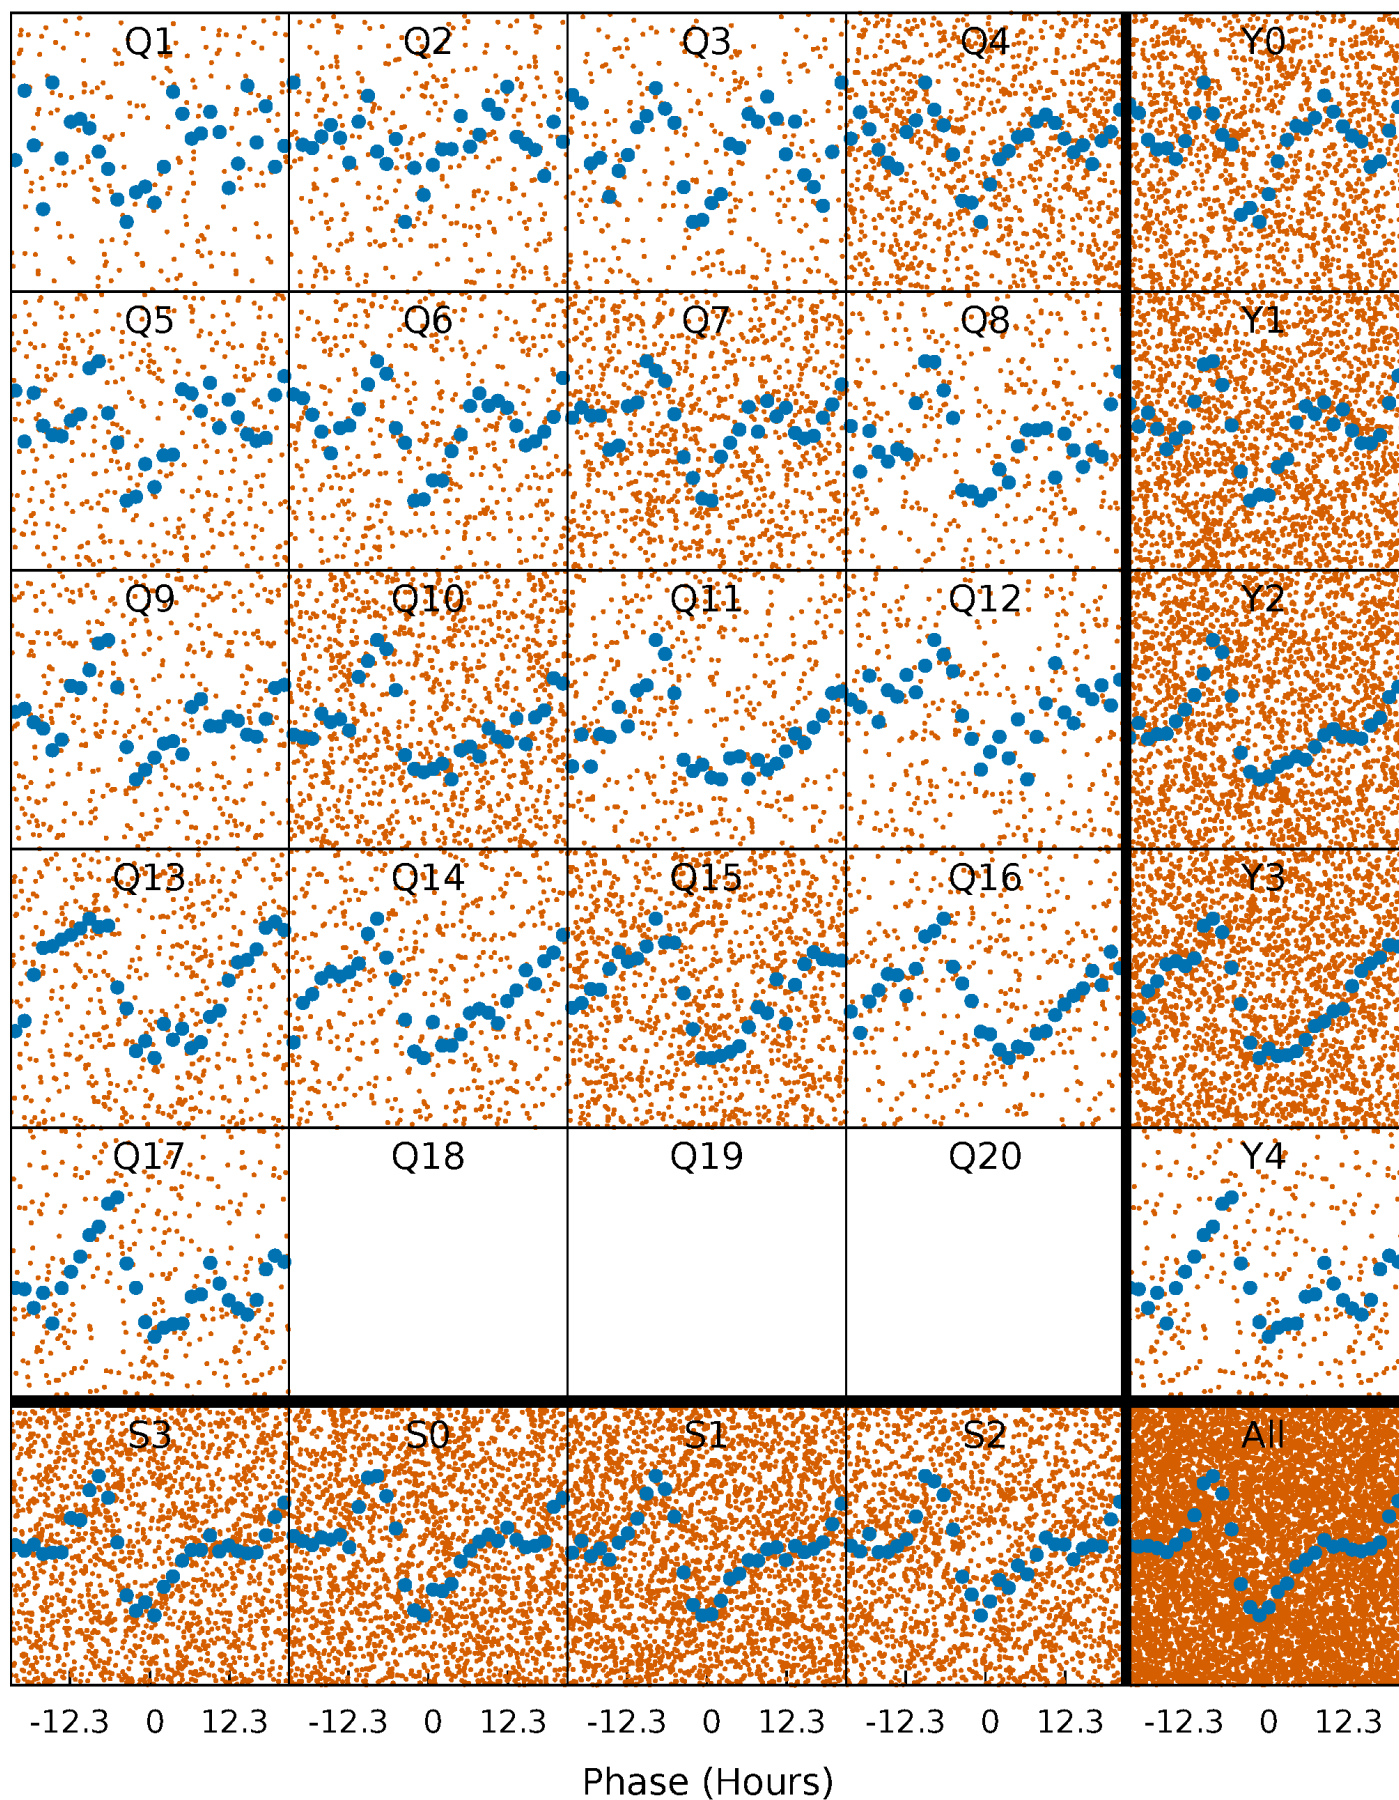 Q1 Q2 Q3 Q4 Y0
Q5 Q6 Q7 Q8 Y1
Q9 Q10 Q11 Q12 Y2
Q13 Q14 Q15 Q16 Y3
Q17 Q18 Q19 Q20 Y4
S3 S0 S1 S2 All
-12.3 0 12.3 -12.3 0 12.3 -12.3 0 12.3 -12.3 0 12.3 -12.3 0 12.3
Phase (Hours)